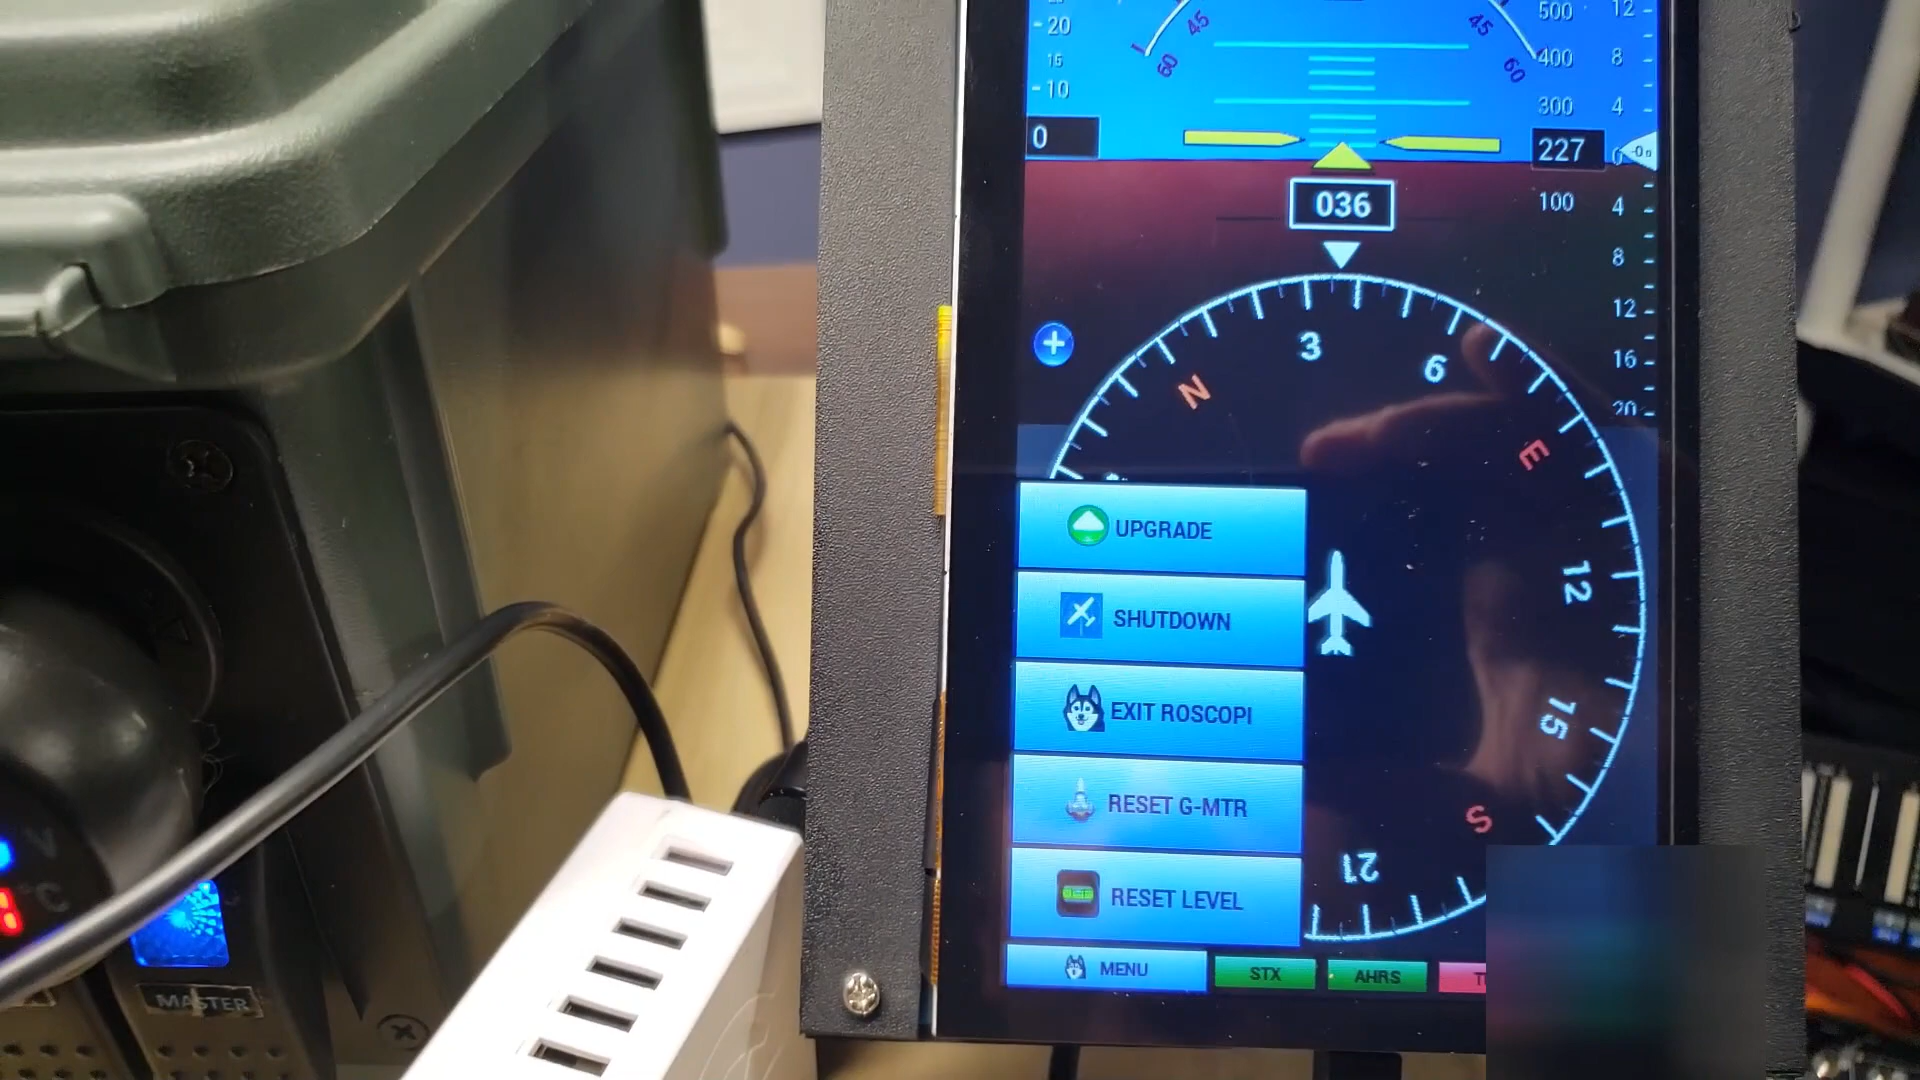 20
15
10
0
45
60
45
60
500
400
300
227
100
12
8
4
0
4
8
12
16
20
036
N
3
6
E
12
15
S
21
UPGRADE
SHUTDOWN
EXIT ROSCOPI
RESET G-MTR
RESET LEVEL
MENU
STX
AHRS
V
°C
MASTER